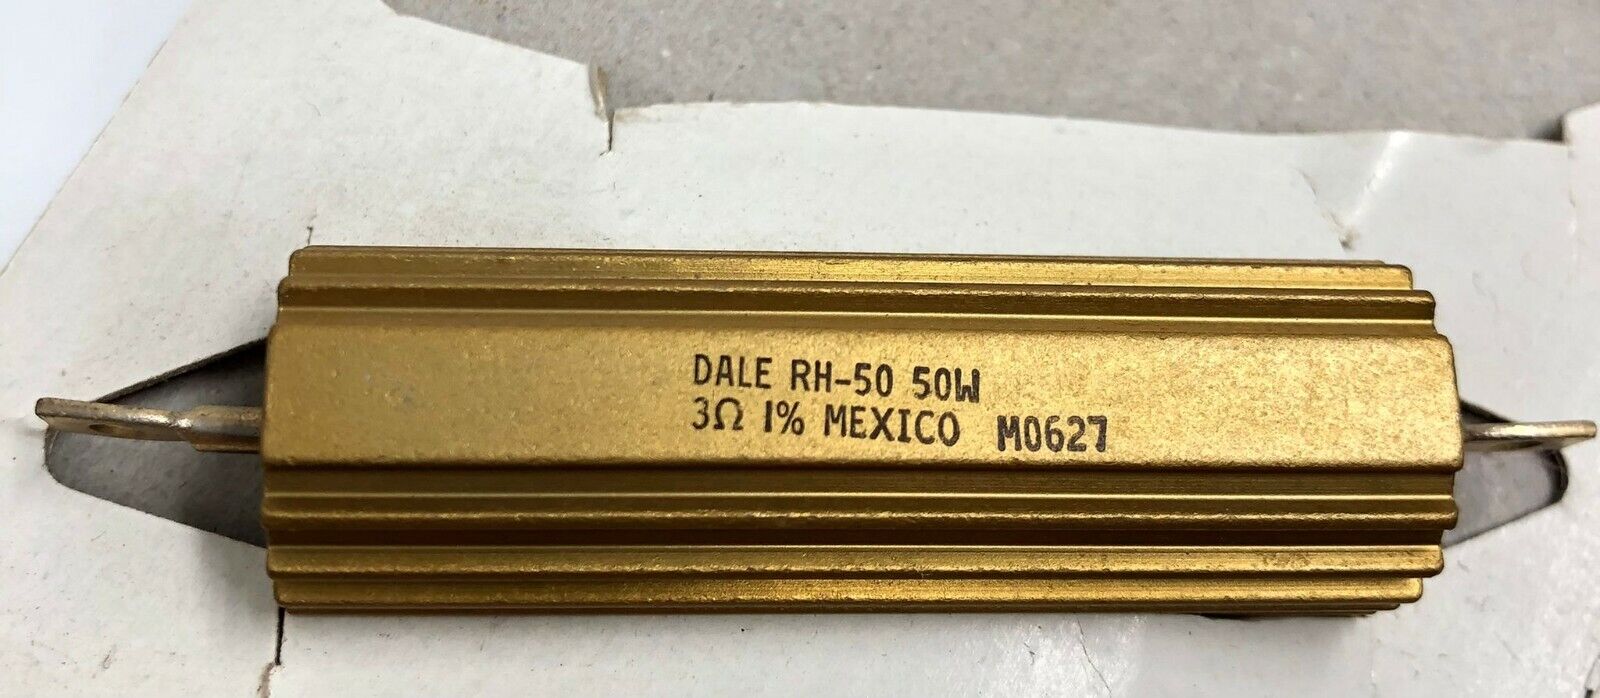 DALE RH-50 50W
3Ω 1% MEXICO M0627